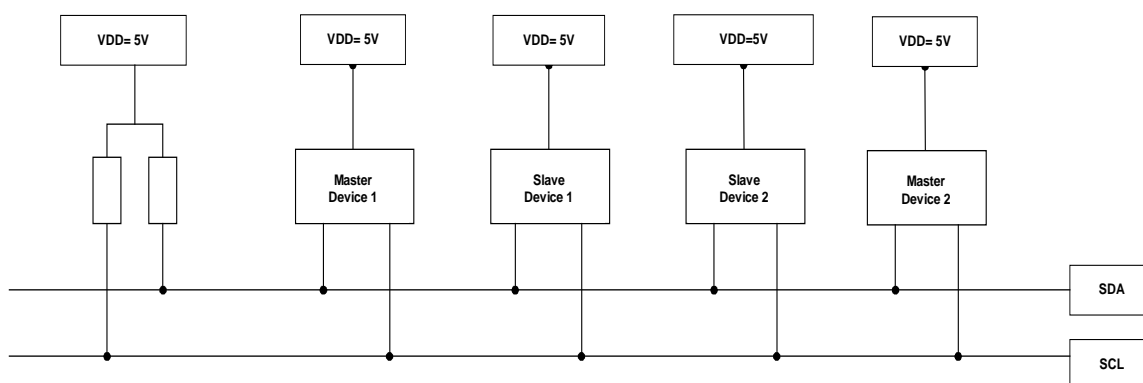 VDD= 5V
VDD= 5V
VDD= 5V
VDD=5V
VDD= 5V
Master
Device 1
Slave
Device 1
Slave
Device 2
Master
Device 2
SDA
SCL